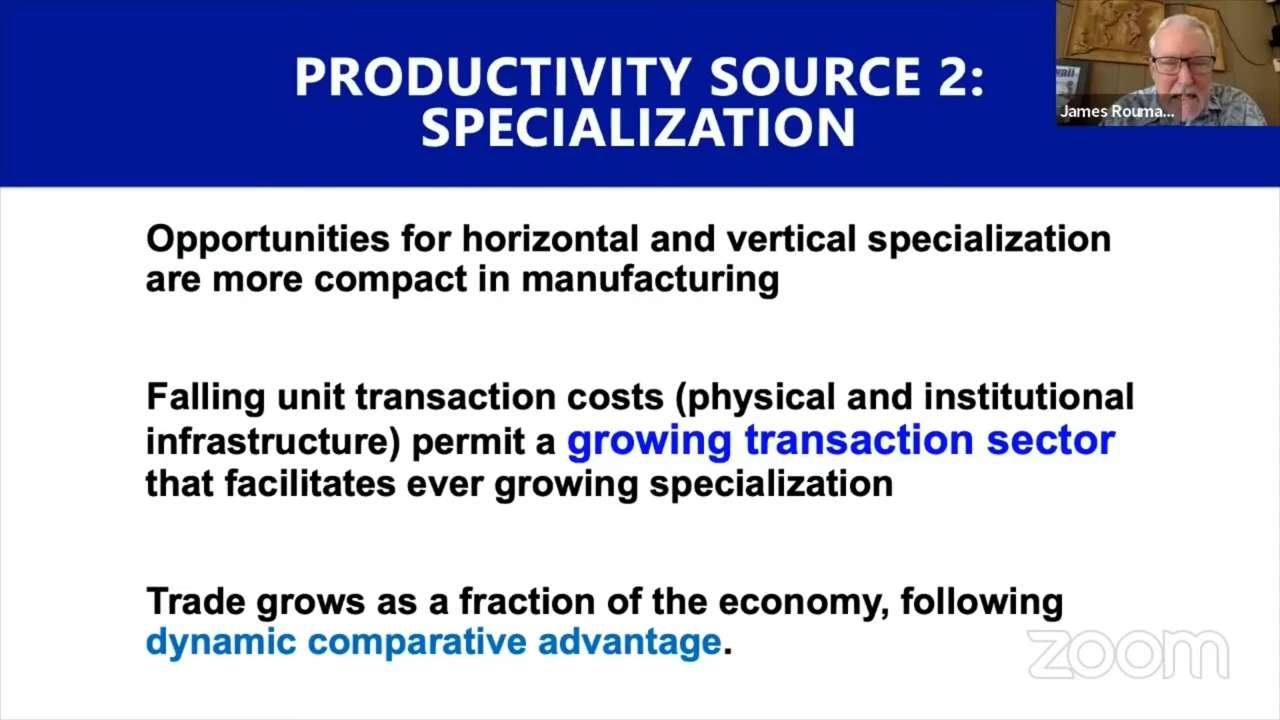 PRODUCTIVITY SOURCE 2:
SPECIALIZATION
James Rouma...
Opportunities for horizontal and vertical specialization
are more compact in manufacturing
Falling unit transaction costs (physical and institutional
infrastructure) permit a growing transaction sector
that facilitates ever growing specialization
Trade grows as a fraction of the economy, following
dynamic comparative advantage.
zoom